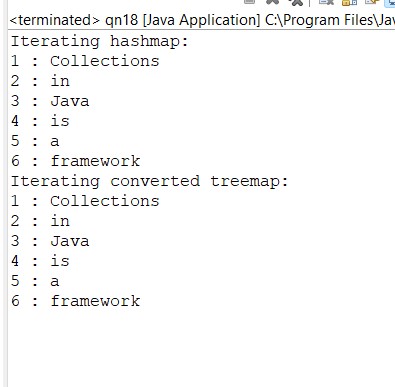 <terminated> qn18 [Java Application] C:\Program Files\Jav
Iterating hashmap:
1 : Collections
2 : in
3 : Java
4 : is
5 : a
6 : framework
Iterating converted treemap:
1 : Collections
2 : in
3 : Java
4 : is
5 : a
6 : framework